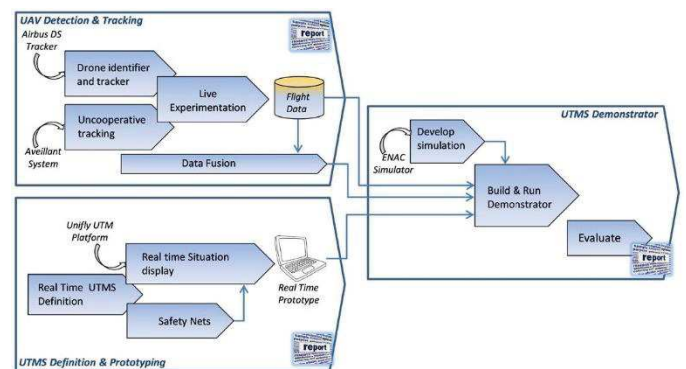 UAV Detection & Tracking
Airbus DS
Tracker
report
Drone identifier
and tracker
Live
Experimentation
Flight
Data
Uncooperative
tracking
Aveillant
System
Data Fusion
UTMS Demonstrator
Develop
simulation
ENAC
Simulator
Build & Run
Demonstrator
Evaluate
report
Unifly UTM
Platform
Real time Situation
display
Real Time
Prototype
Real Time UTMS
Definition
Safety Nets
report
UTMS Definition & Prototyping